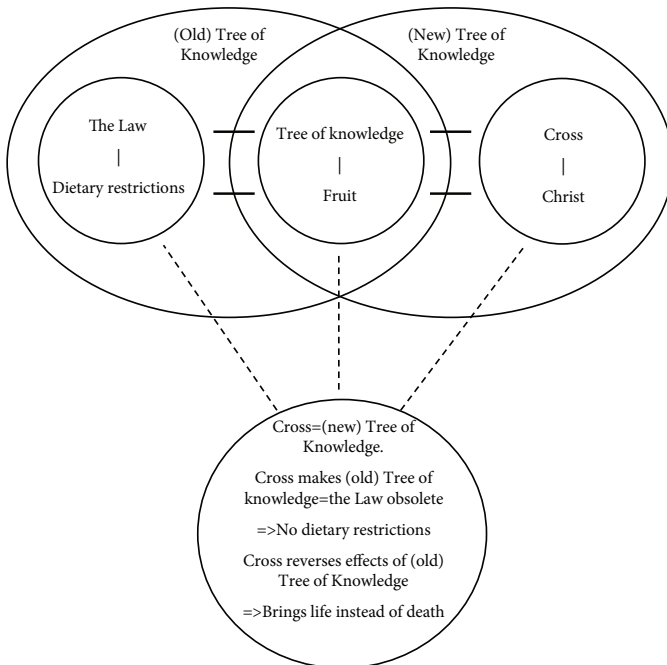 (Old) Tree of
Knowledge
(New) Tree of
Knowledge
The Law
|
Dietary restrictions
Tree of knowledge
|
Fruit
Cross
|
Christ
Cross=(new) Tree of
Knowledge.
Cross makes (old) Tree of
knowledge=the Law obsolete
=>No dietary restrictions
Cross reverses effects of (old)
Tree of Knowledge
=>Brings life instead of death